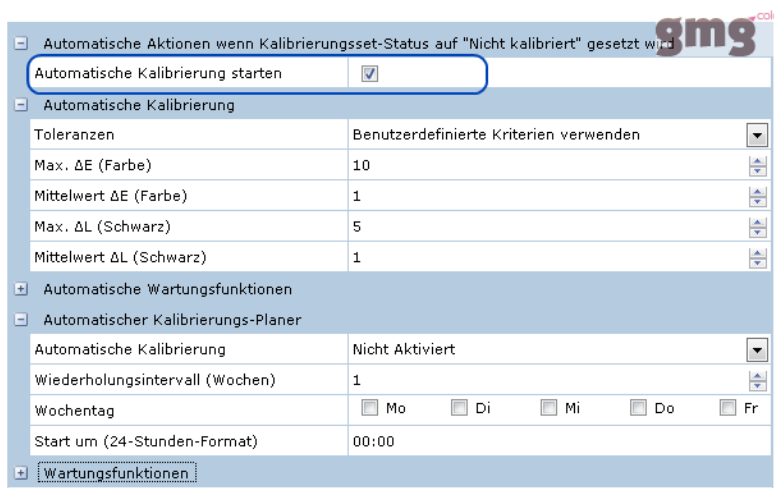 gmg color
Automatische Aktionen wenn Kalibrierungsset-Status auf "Nicht kalibriert" gesetzt wird
Automatische Kalibrierung starten
Automatische Kalibrierung
Toleranzen Benutzerdefinierte Kriterien verwenden
Max. ΔE (Farbe) 10
Mittelwert ΔE (Farbe) 1
Max. ΔL (Schwarz) 5
Mittelwert ΔL (Schwarz) 1
Automatische Wartungsfunktionen
Automatischer Kalibrierungs-Planer
Automatische Kalibrierung Nicht Aktiviert
Wiederholungsintervall (Wochen) 1
Wochentag Mo Di Mi Do Fr
Start um (24-Stunden-Format) 00:00
Wartungsfunktionen